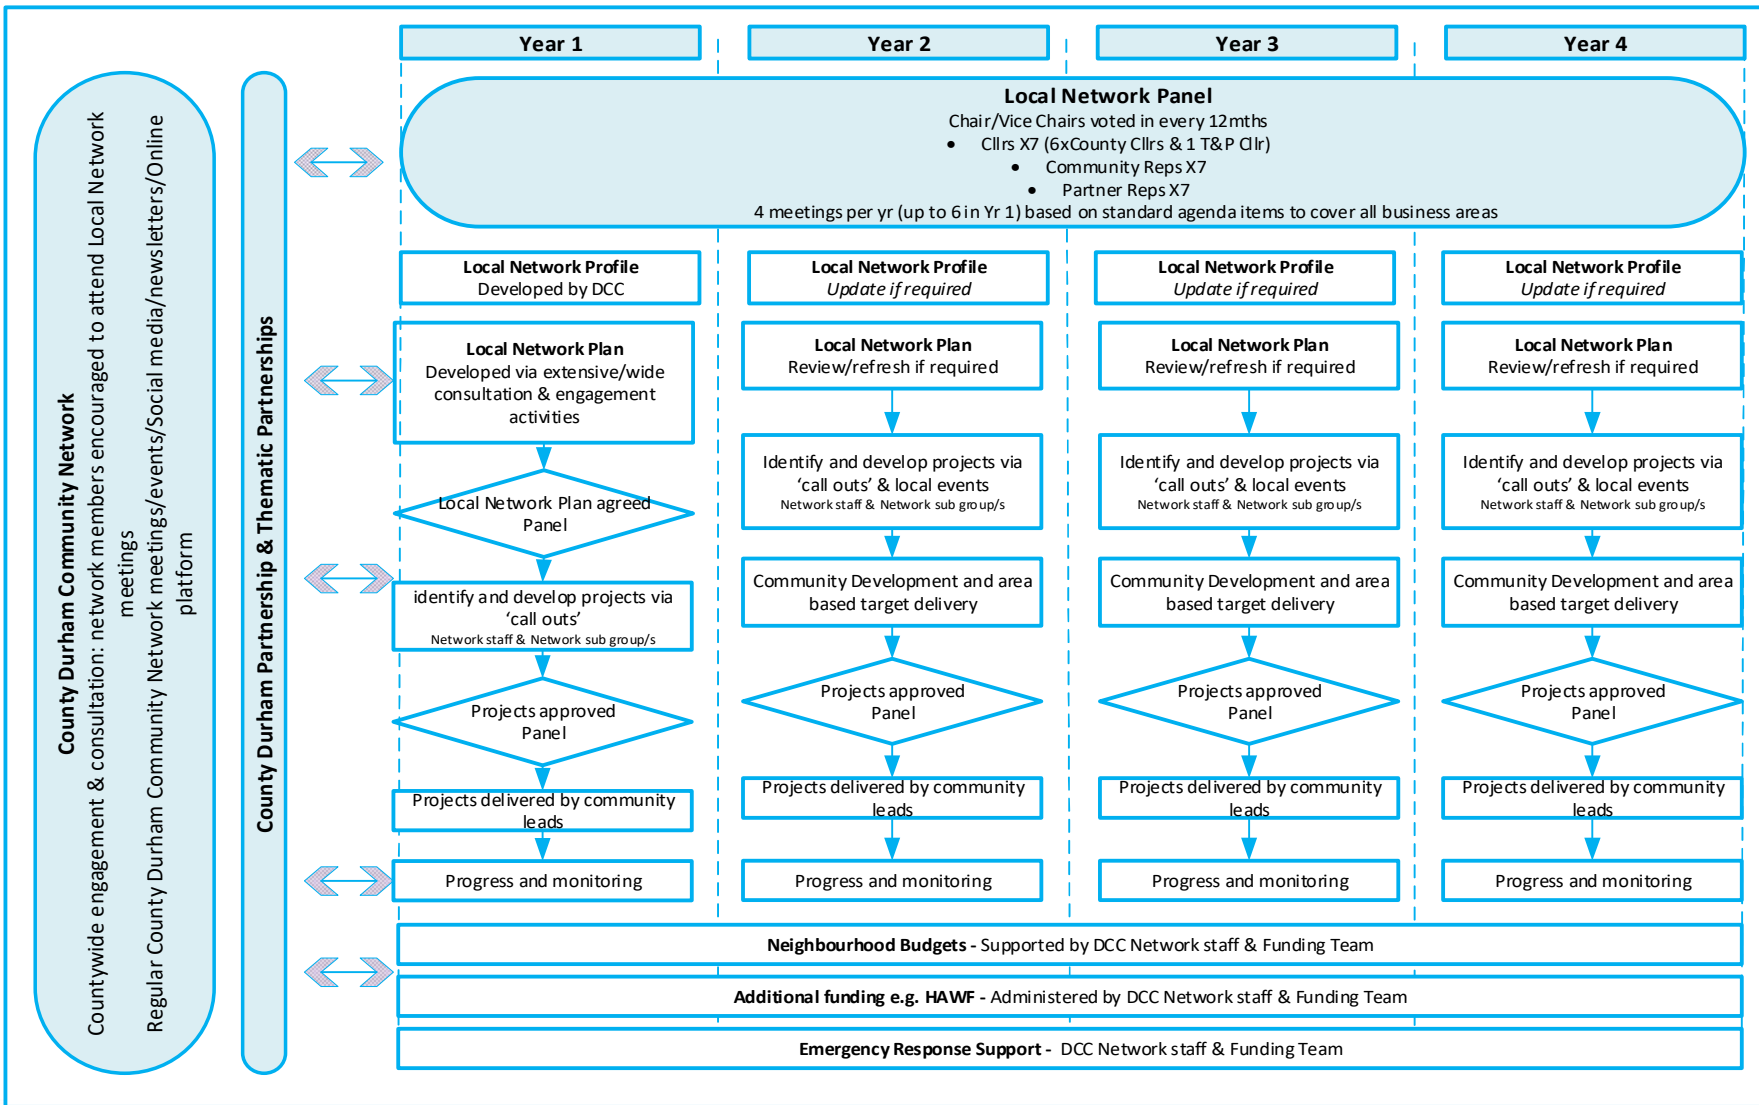 County Durham Community Network
Countywide engagement & consultation: network members encouraged to attend Local Network
meetings
Regular County Durham Community Network meetings/events/Social media/newsletters/Online
platform
County Durham Partnership & Thematic Partnerships
Year 1
Year 2
Year 3
Year 4
Local Network Panel
Chair/Vice Chairs voted in every 12mths
• Cllrs X7 (6xCounty Cllrs & 1 T&P Cllr)
• Community Reps X7
• Partner Reps X7
4 meetings per yr (up to 6 in Yr 1) based on standard agenda items to cover all business areas
Local Network Profile
Developed by DCC
Local Network Plan
Developed via extensive/wide
consultation & engagement
activities
Local Network Plan agreed
Panel
identify and develop projects via
‘call outs’
Network staff & Network sub group/s
Projects approved
Panel
Projects delivered by community
leads
Progress and monitoring
Local Network Profile
Update if required
Local Network Plan
Review/refresh if required
Identify and develop projects via
‘call outs’ & local events
Network staff & Network sub group/s
Community Development and area
based target delivery
Projects approved
Panel
Projects delivered by community
leads
Progress and monitoring
Local Network Profile
Update if required
Local Network Plan
Review/refresh if required
Identify and develop projects via
‘call outs’ & local events
Network staff & Network sub group/s
Community Development and area
based target delivery
Projects approved
Panel
Projects delivered by community
leads
Progress and monitoring
Local Network Profile
Update if required
Local Network Plan
Review/refresh if required
Identify and develop projects via
‘call outs’ & local events
Network staff & Network sub group/s
Community Development and area
based target delivery
Projects approved
Panel
Projects delivered by community
leads
Progress and monitoring
Neighbourhood Budgets - Supported by DCC Network staff & Funding Team
Additional funding e.g. HAWF - Administered by DCC Network staff & Funding Team
Emergency Response Support - DCC Network staff & Funding Team